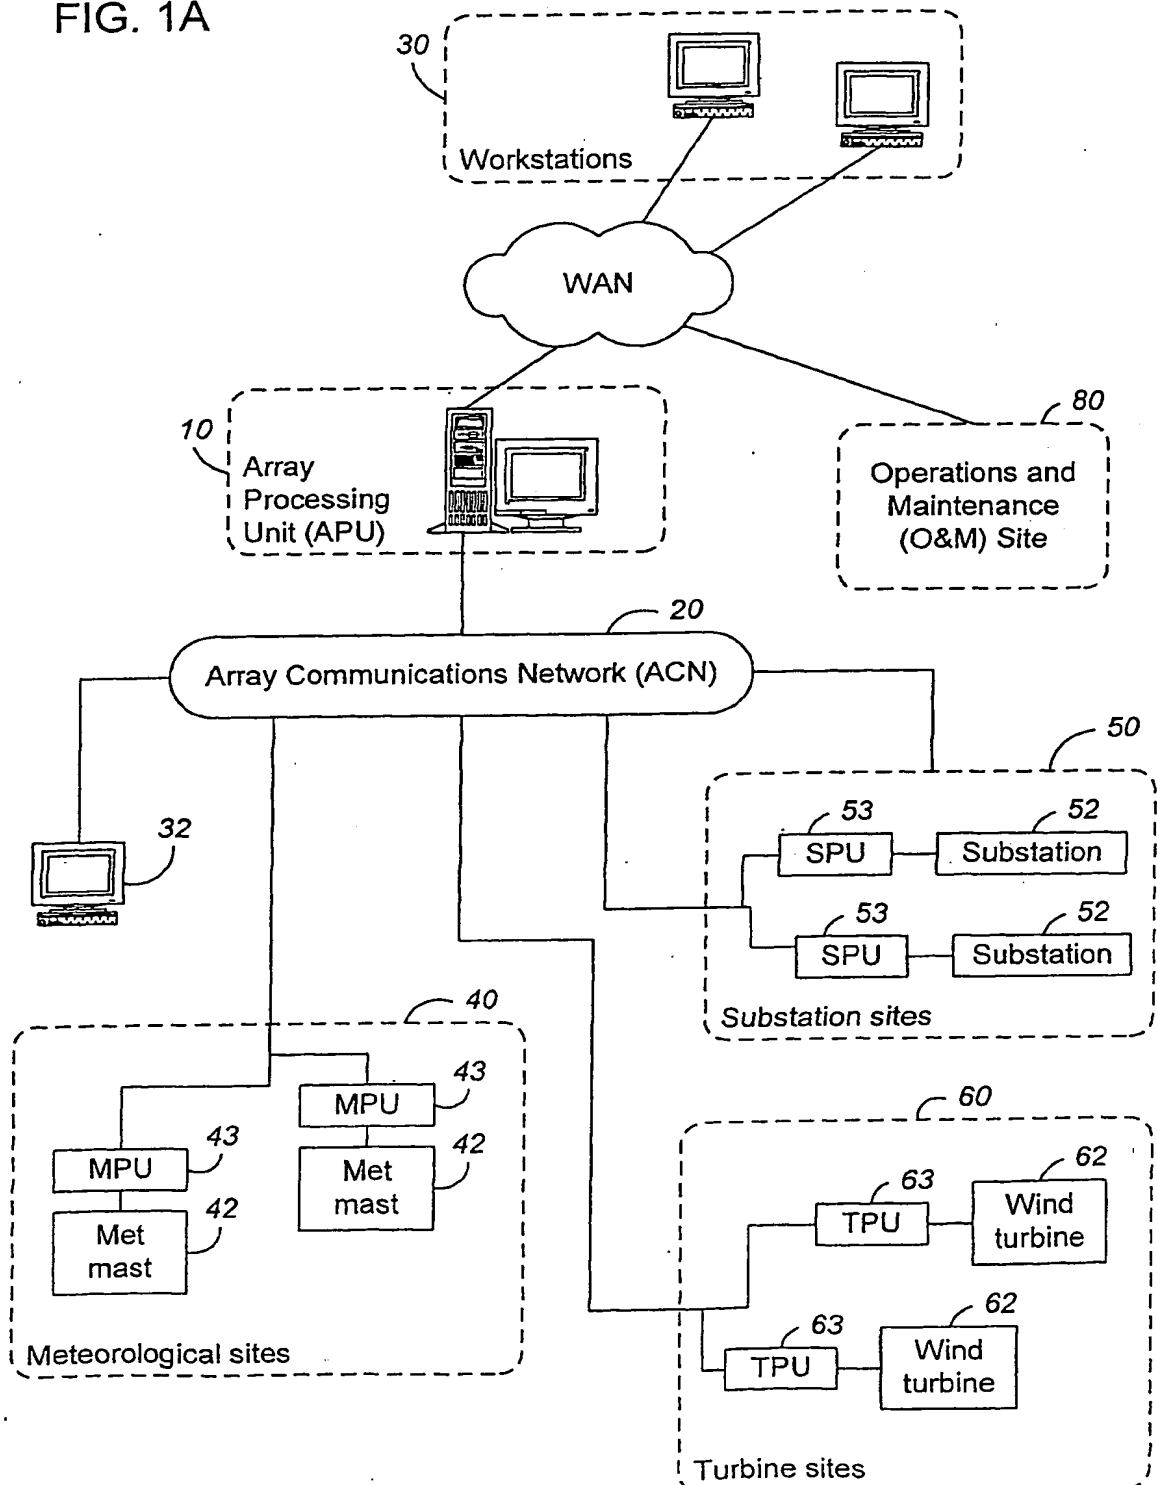 FIG. 1A
30
Workstations
WAN
10
Array
Processing
Unit (APU)
80
Operations and
Maintenance
(O&M) Site
20
Array Communications Network (ACN)
50
32
53
52
SPU
Substation
53
52
SPU
Substation
Substation sites
40
43
MPU
43
MPU
42
Met
mast
42
Met
mast
Meteorological sites
60
63
62
TPU
Wind
turbine
63
62
TPU
Wind
turbine
Turbine sites